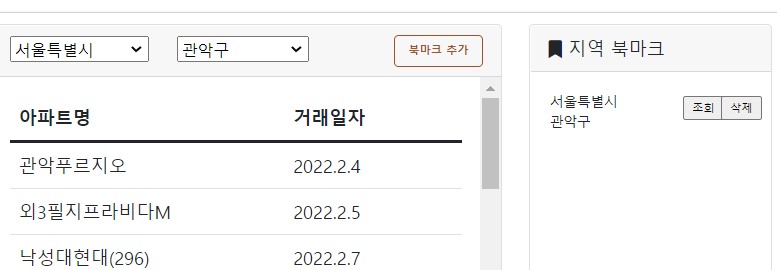 서울특별시 관악구 북마크 추가
아파트명 거래일자
관악푸르지오 2022.2.4
외3필지프라비다M 2022.2.5
낙성대현대(296) 2022.2.7
지역 북마크
서울특별시
관악구
조회 삭제